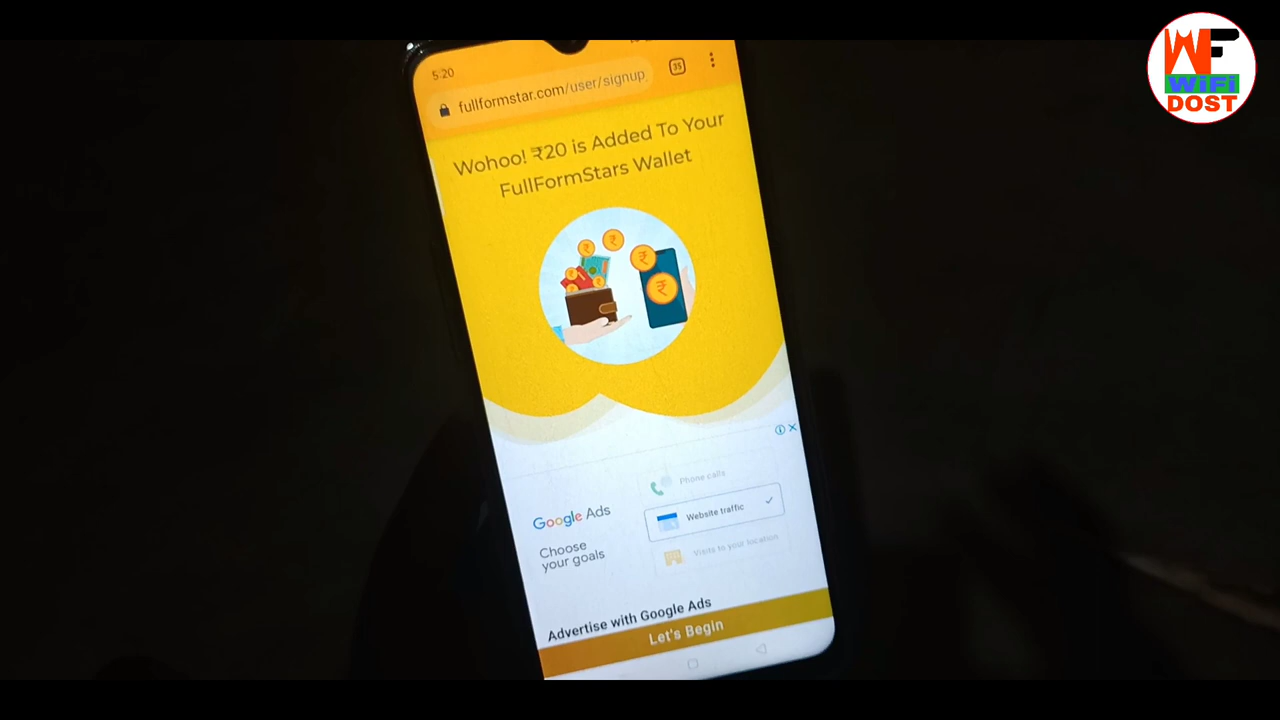 WF
WiFi
DOST
5:20
35
fullformstar.com/user/signup
Wohoo! ₹20 is Added To Your
FullFormStars Wallet
Phone calls
Google Ads
Website traffic
Choose
your goals
Visits to your location
Advertise with Google Ads
Let's Begin